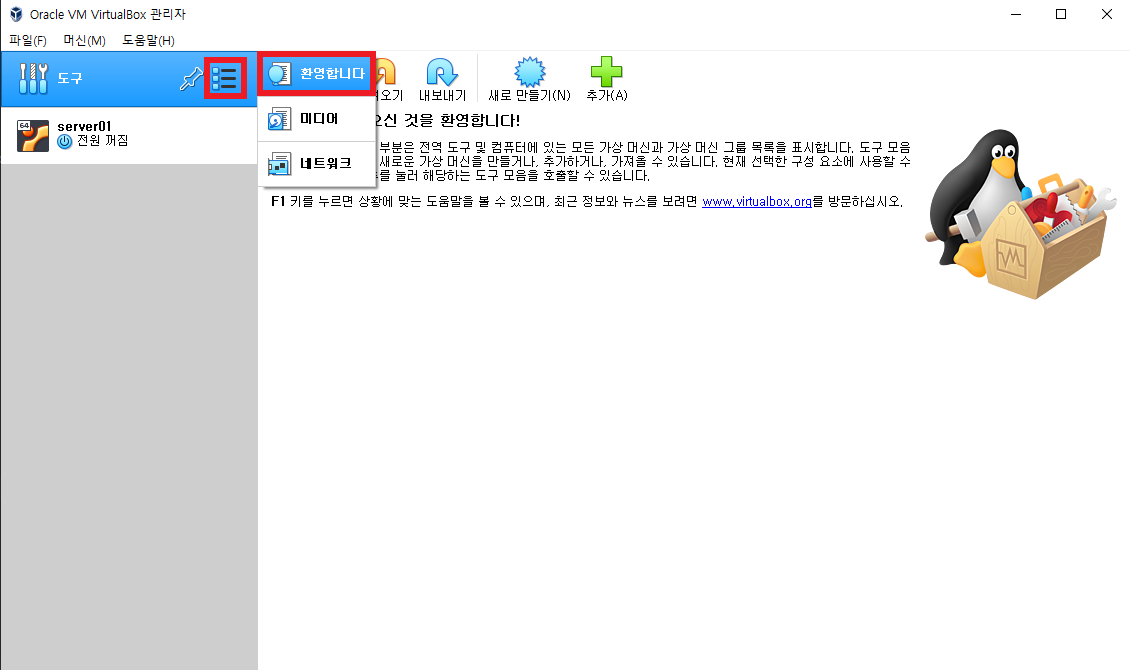 Oracle VM VirtualBox 관리자
파일(F) 머신(M) 도움말(H)
도구
환영합니다
오기 내보내기 새로 만들기(N) 추가(A)
미디어
오신 것을 환영합니다!
64
server01
전원 꺼짐
네트워크
부분은 전역 도구 및 컴퓨터에 있는 모든 가상 머신과 가상 머신 그룹 목록을 표시합니다. 도구 모음
새로운 가상 머신을 만들거나, 추가하거나, 가져올 수 있습니다. 현재 선택한 구성 요소에 사용할 수
를 눌러 해당하는 도구 모음을 호출할 수 있습니다.
F1 키를 누르면 상황에 맞는 도움말을 볼 수 있으며, 최근 정보와 뉴스를 보려면 www.virtualbox.org를 방문하십시오.